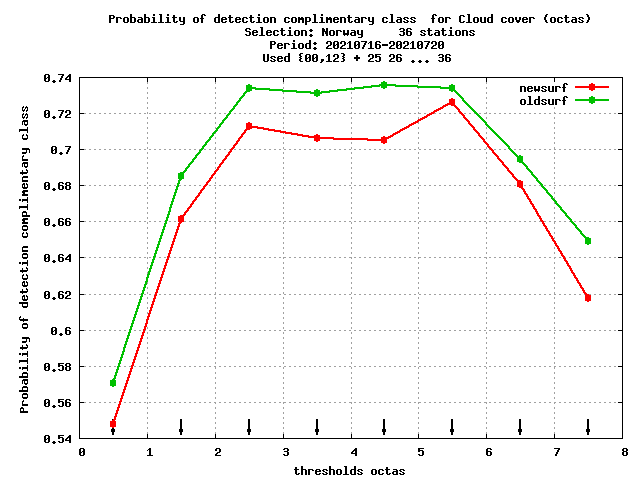 Probability of detection complimentary class  for Cloud cover (octas)
Selection: Norway     36 stations
Period: 20210716-20210720
Used {00,12} + 25 26 ... 36
newsurf
oldsurf
0.74
0.72
0.7
0.68
0.66
0.64
0.62
0.6
0.58
0.56
0.54
Probability of detection complimentary class
0 1 2 3 4 5 6 7 8
thresholds octas